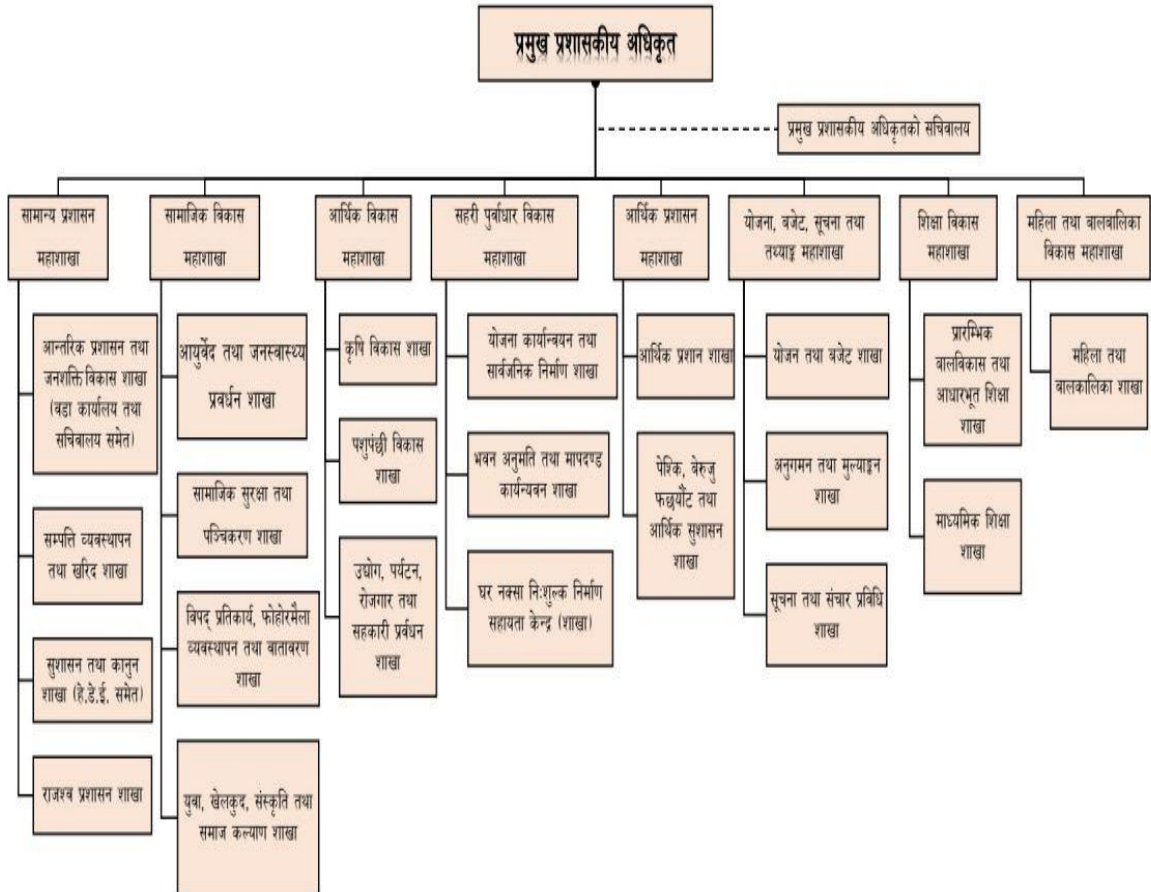 प्रमुख प्रशासकीय अधिकृत
प्रमुख प्रशासकीय अधिकृतको सचिवालय
सामान्य प्रशासन
महाशाखा
सामाजिक विकास
महाशाखा
आर्थिक विकास
महाशाखा
सहरी पुर्वाधार विकास
महाशाखा
आर्थिक प्रशासन
महाशाखा
योजना, बजेट, सूचना तथा
तथ्याङ्क महाशाखा
शिक्षा विकास
महाशाखा
महिला तथा बालबालिका
विकास महाशाखा
आन्तरिक प्रशासन तथा
जनशक्ति विकास शाखा
(वडा कार्यालय तथा
सचिवालय समेत)
सम्पत्ति व्यवस्थापन
तथा खरिद शाखा
सुशासन तथा कानुन
शाखा (हे.डे.ई. समेत)
राजश्व प्रशासन शाखा
आयुर्वेद तथा जनस्वास्थ्य
प्रवर्धन शाखा
सामाजिक सुरक्षा तथा
पञ्चिकरण शाखा
विपद् प्रतिकार्य, फोहोरमैला
व्यवस्थापन तथा वातावरण
शाखा
युवा, खेलकुद, संस्कृति तथा
समाज कल्याण शाखा
कृषि विकास शाखा
पशुपंछी विकास
शाखा
उद्योग, पर्यटन,
रोजगार तथा
सहकारी प्रर्वधन
शाखा
योजना कार्यान्वयन तथा
सार्वजनिक निर्माण शाखा
भवन अनुमति तथा मापदण्ड
कार्यन्यबन शाखा
घर नक्सा निःशुल्क निर्माण
सहायता केन्द्र (शाखा)
आर्थिक प्रशान शाखा
पेश्कि, बेरुजु
फछर्यौट तथा
आर्थिक सुशासन
शाखा
योजन तथा बजेट शाखा
अनुगमन तथा मुल्याङ्कन
शाखा
सूचना तथा संचार प्रबिधि
शाखा
प्रारम्भिक
बालविकास तथा
आधारभूत शिक्षा
शाखा
माध्यमिक शिक्षा
शाखा
महिला तथा
बालकालिका शाखा